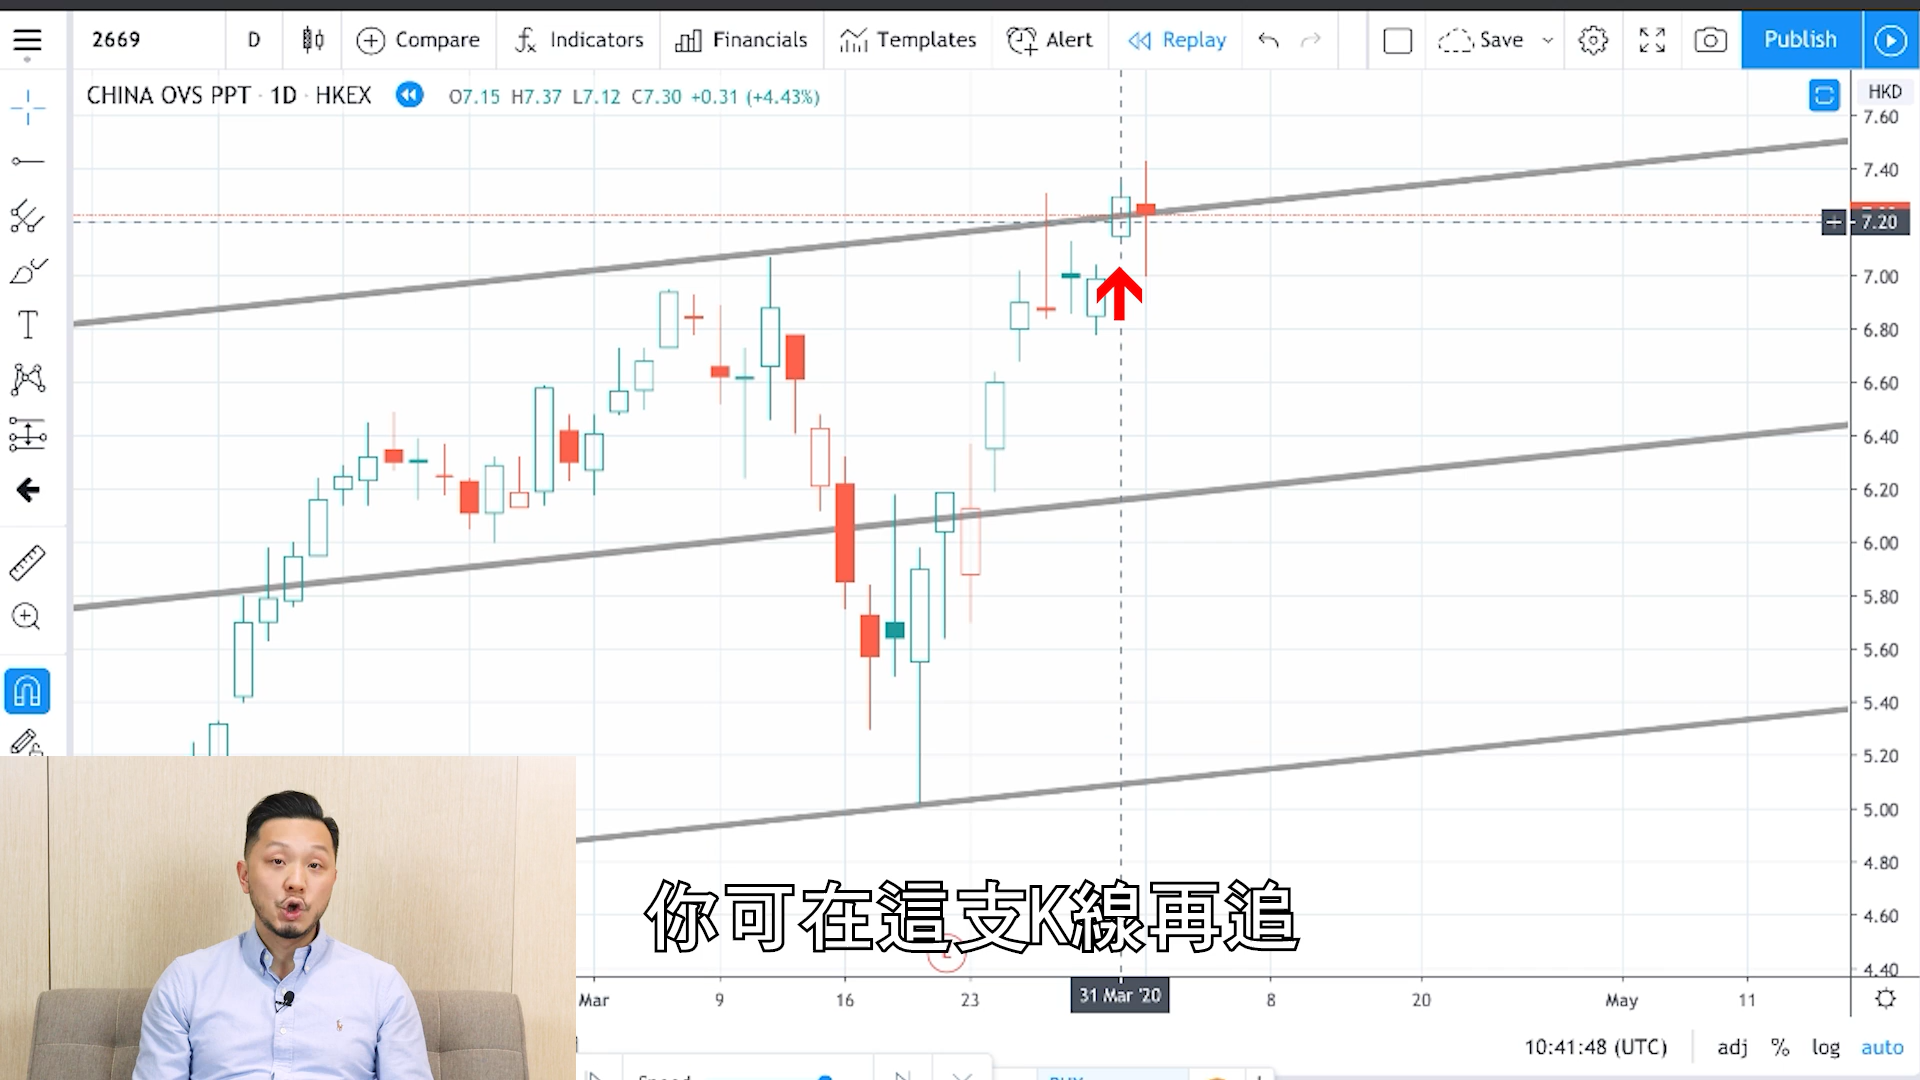 2669
D
Compare
Indicators
Financials
Templates
Alert
Replay
Save
Publish
CHINA OVS PPT · 1D · HKEX
O7.15 H7.37 L7.12 C7.30 +0.31 (+4.43%)
HKD
7.60
7.40
7.20
7.00
6.80
6.60
6.40
6.20
6.00
5.80
5.60
5.40
5.20
5.00
4.80
4.60
4.40
你可在這支K線再追
Mar
9
16
23
31 Mar '20
8
20
May
11
10:41:48 (UTC)
adj
%
log
auto